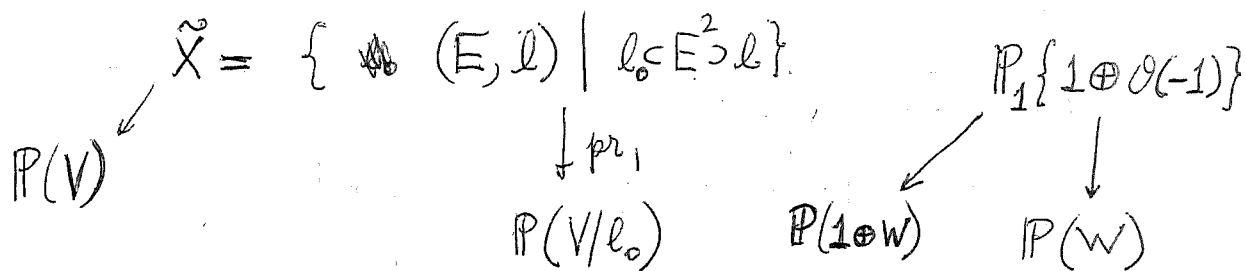 X̃ = { (E, l) | l₀ ⊂ E² ⊃ l }
ℙ₁{1 ⊕ O(-1)}
ℙ(V)
pr₁
ℙ(V/l₀)
ℙ(1⊕W)
ℙ(W)